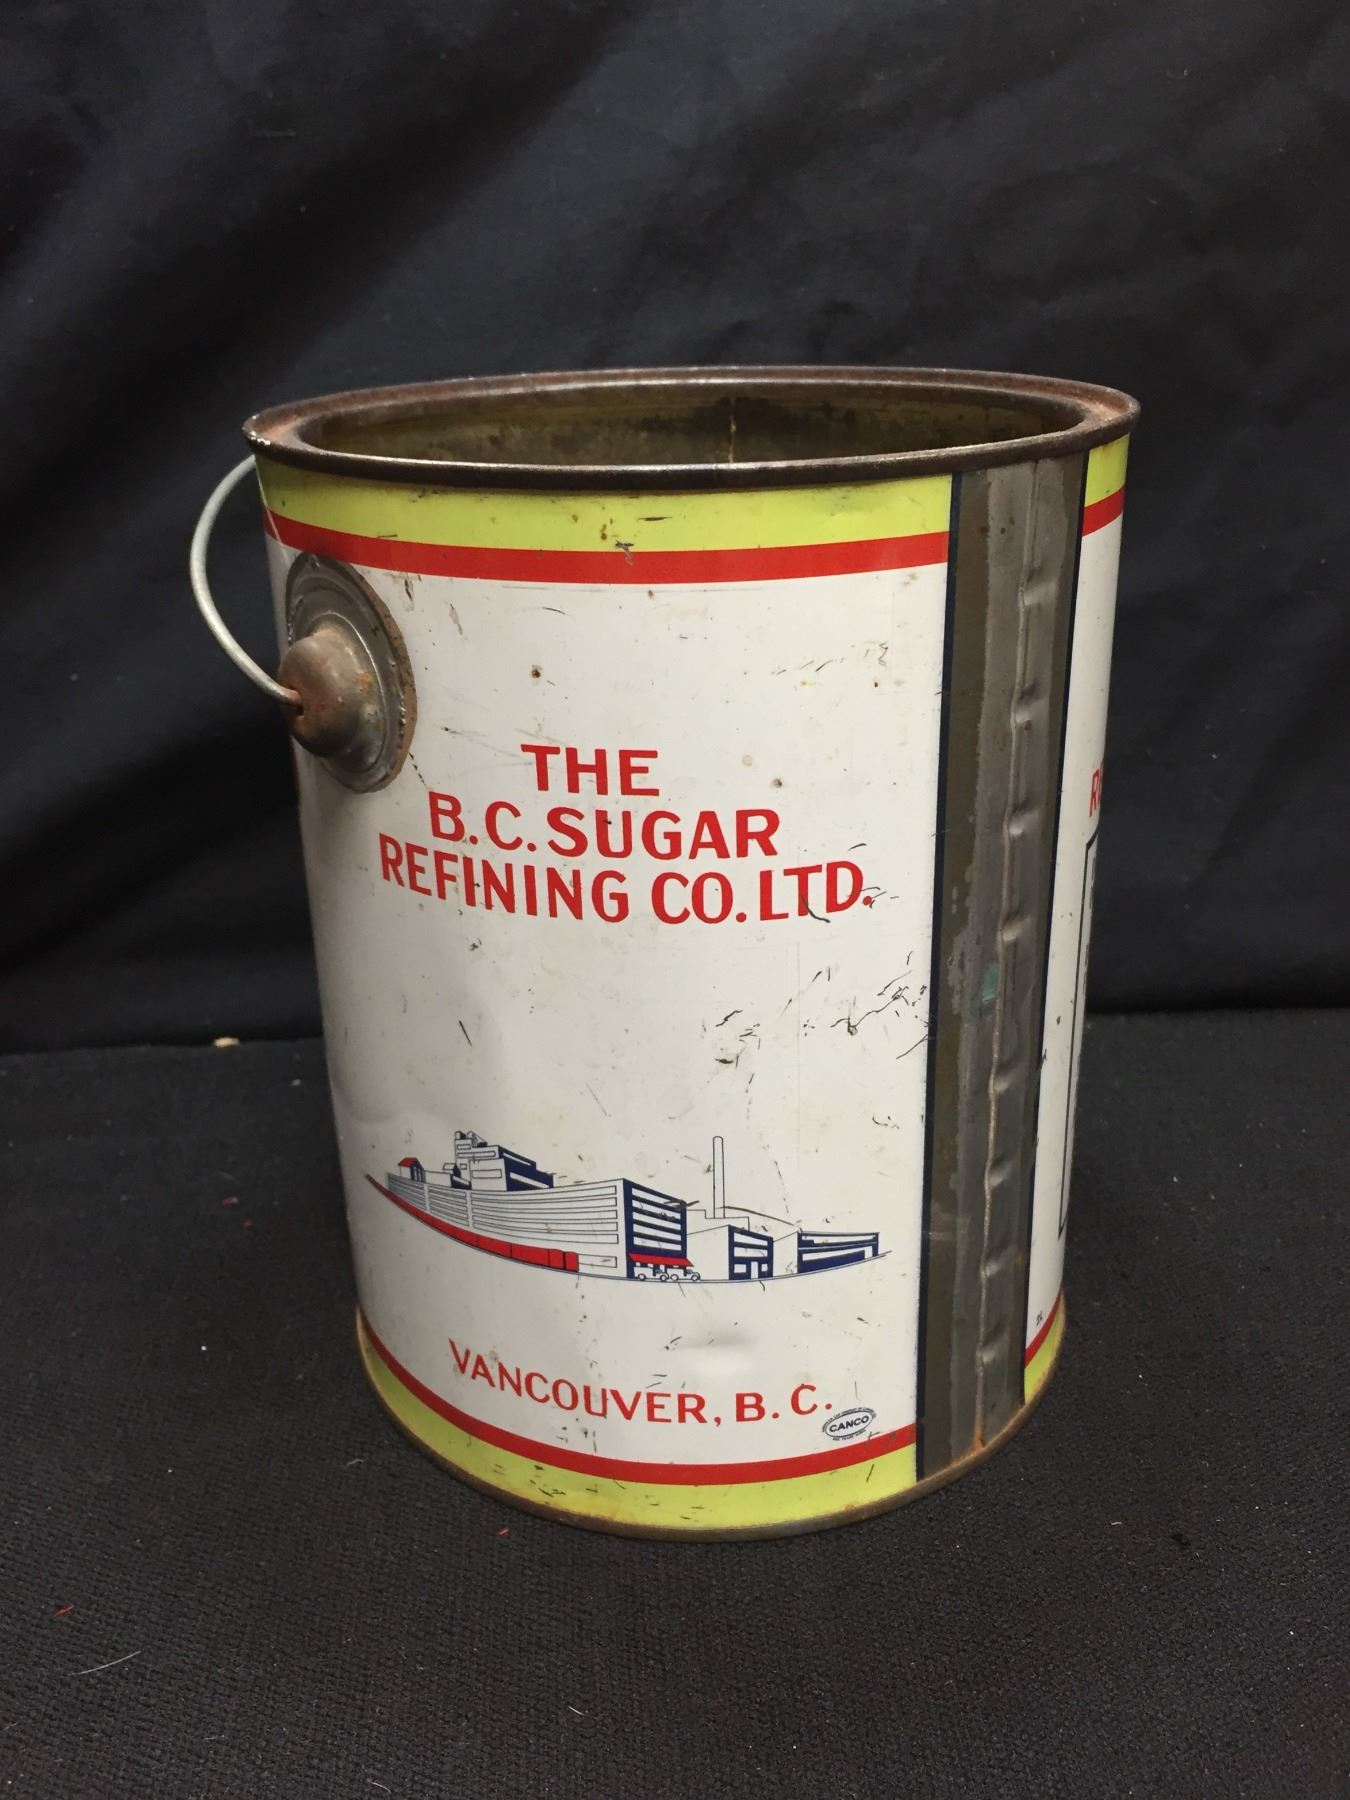 THE
B.C. SUGAR
REFINING CO. LTD.
VANCOUVER, B.C.
CANCO